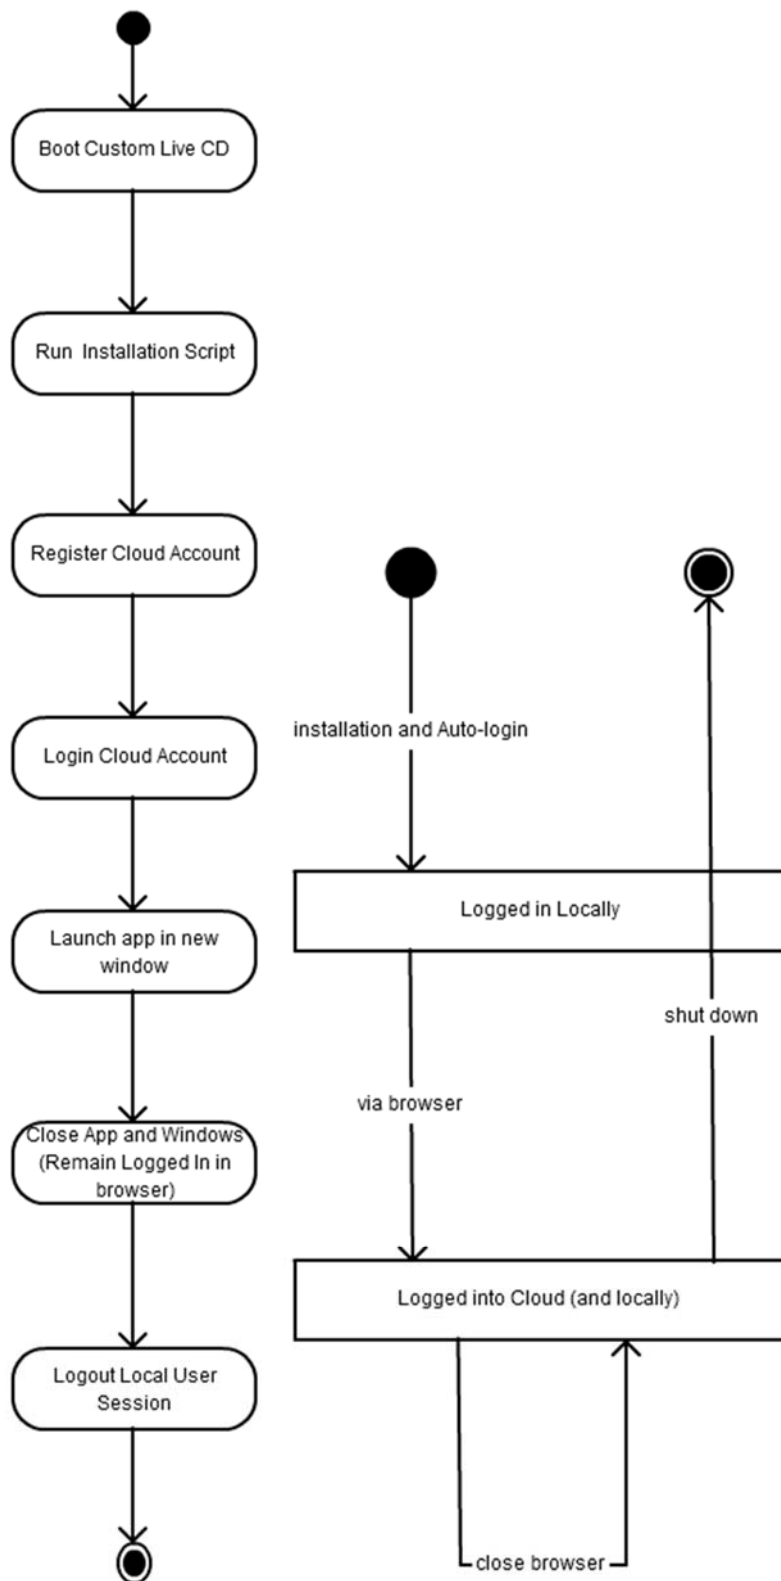 Boot Custom Live CD
Run  Installation Script
Register Cloud Account
Login Cloud Account
Launch app in new
window
Close App and Windows
(Remain Logged In in
browser)
Logout Local User
Session
installation and Auto-login
Logged in Locally
shut down
via browser
Logged into Cloud (and locally)
close browser